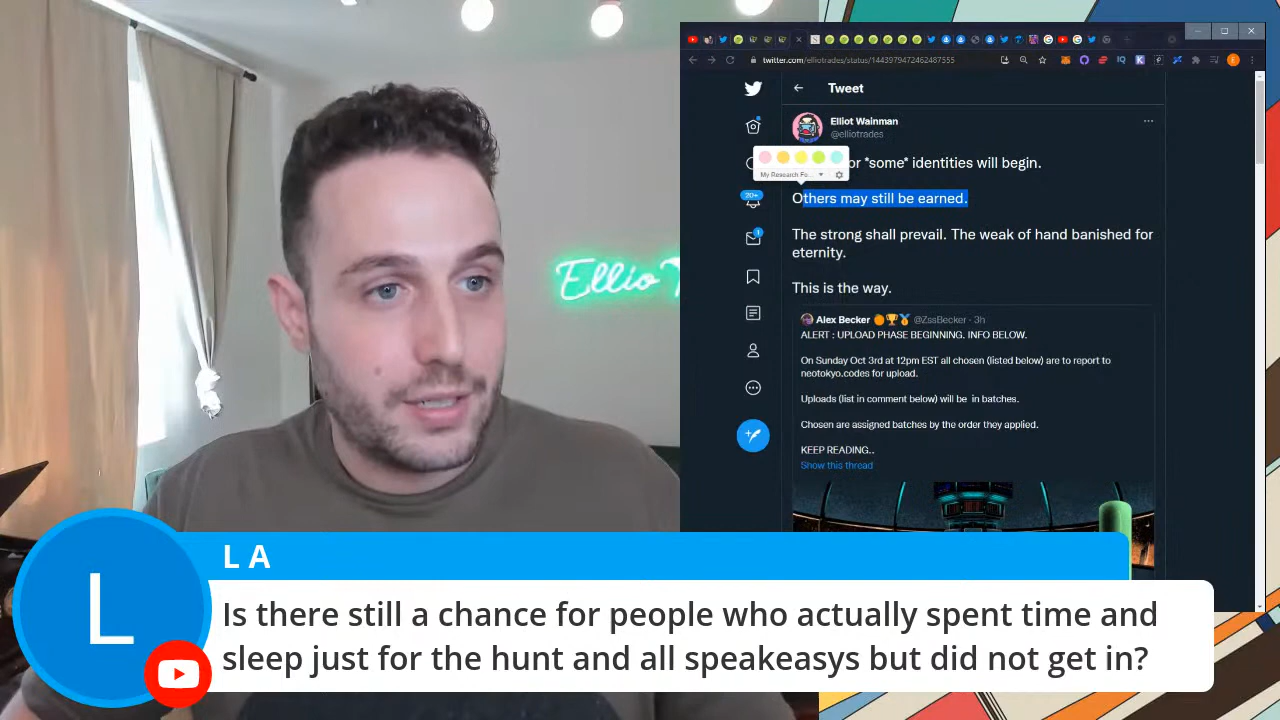 twitter.com/elliotrades/status/1443979472462487555
Tweet
Elliot Wainman
@elliotrades
or *some* identities will begin.
My Research Fo...
Others may still be earned.
20+
The strong shall prevail. The weak of hand banished for
eternity.
1
This is the way.
Alex Becker 🍊🏆🥇 @ZssBecker · 3h
ALERT : UPLOAD PHASE BEGINNING. INFO BELOW.
On Sunday Oct 3rd at 12pm EST all chosen (listed below) are to report to
neotokyo.codes for upload.
Uploads (list in comment below) will be in batches.
Chosen are assigned batches by the order they applied.
KEEP READING..
Show this thread
Ellio T
L A
L
Is there still a chance for people who actually spent time and
sleep just for the hunt and all speakeasys but did not get in?